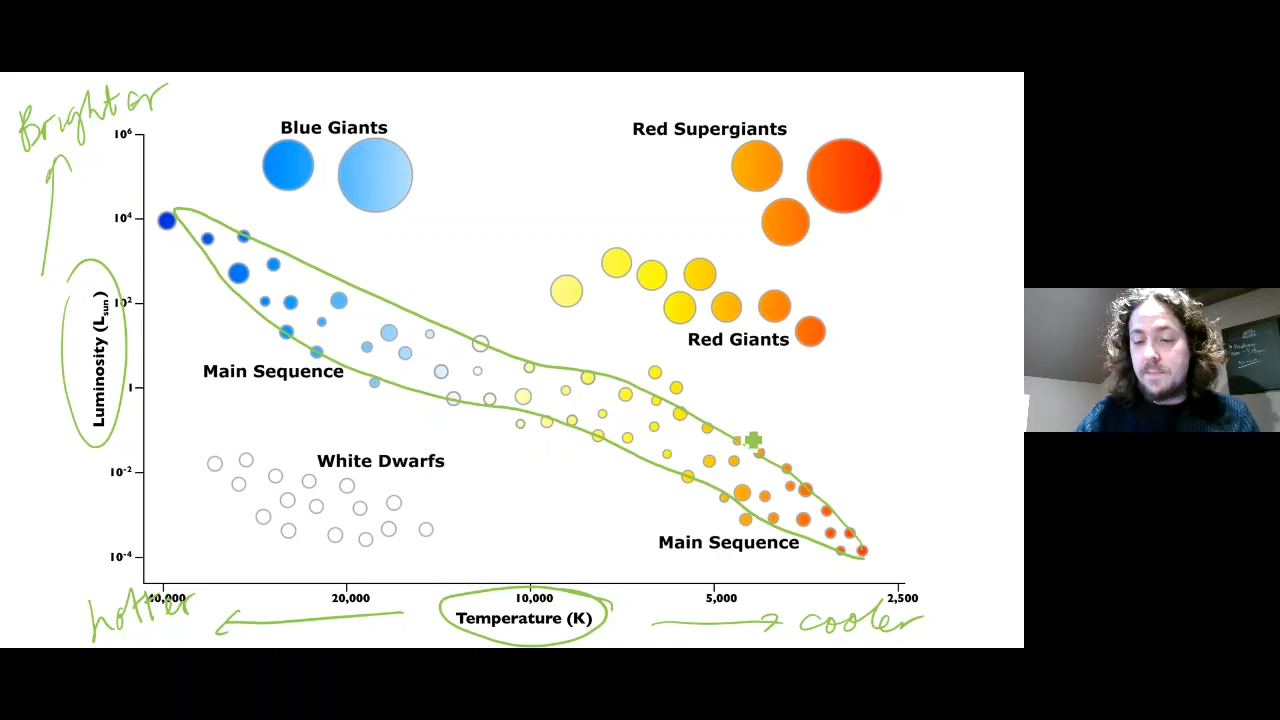 Brighter
Blue Giants
Red Supergiants
10⁶
10⁴
10²
1
10⁻²
10⁻⁴
Luminosity (Lsun)
Red Giants
Main Sequence
White Dwarfs
Main Sequence
40,000 20,000 10,000 5,000 2,500
hotter
Temperature (K)
cooler